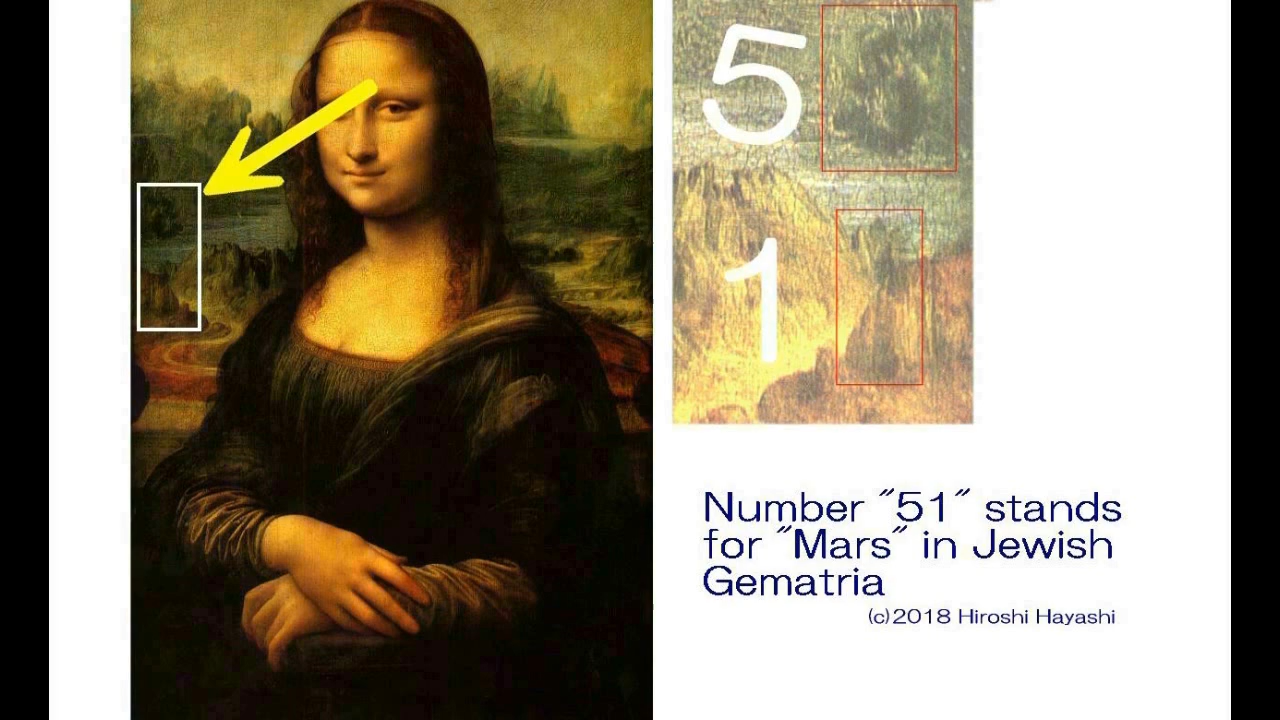 5
1
Number "51" stands
for "Mars" in Jewish
Gematria
(c)2018 Hiroshi Hayashi